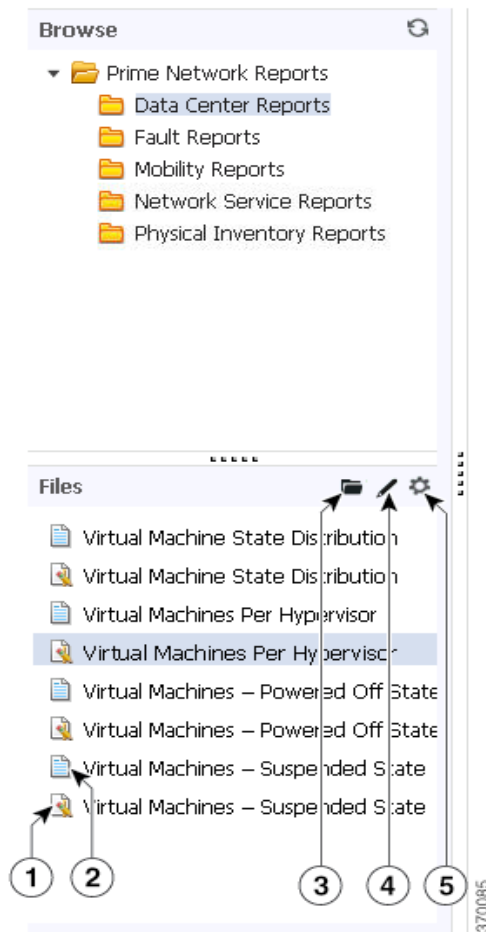 Browse
Prime Network Reports
Data Center Reports
Fault Reports
Mobility Reports
Network Service Reports
Physical Inventory Reports
Files
Virtual Machine State Distribution
Virtual Machine State Distribution
Virtual Machines Per Hypervisor
Virtual Machines Per Hypervisor
Virtual Machines – Powered Off State
Virtual Machines – Powered Off State
Virtual Machines – Suspended State
Virtual Machines – Suspended State
1 2 3 4 5
370085